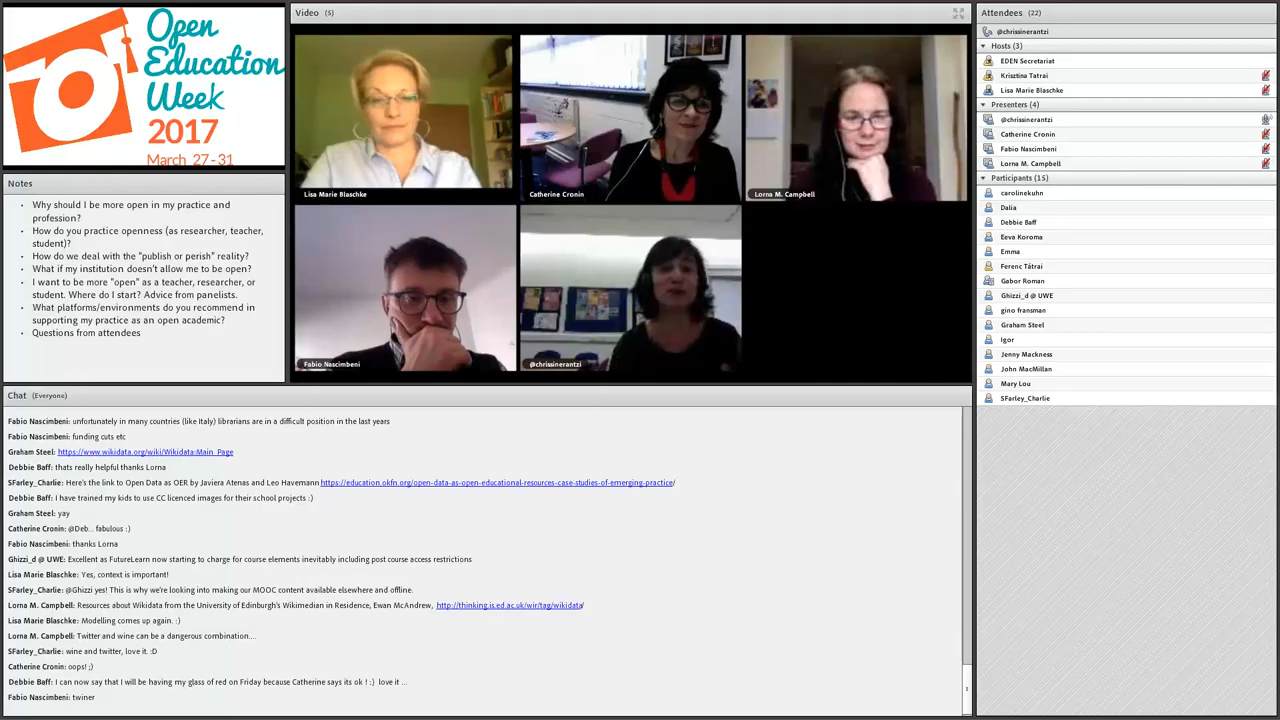 Open
Education
Week
2017
March 27-31
Video (5)
Lisa Marie Blaschke
Catherine Cronin
Lorna M. Campbell
Fabio Nascimbeni
@chrissinerantzi
Attendees (22)
@chrissinerantzi
Hosts (3)
EDEN Secretariat
Krisztina Tatrai
Lisa Marie Blaschke
Presenters (4)
@chrissinerantzi
Catherine Cronin
Fabio Nascimbeni
Lorna M. Campbell
Participants (15)
carolinekuhn
Dalia
Debbie Baff
Eeva Koroma
Emma
Ferenc Tátrai
Gabor Roman
Ghizzi_d @ UWE
gino fransman
Graham Steel
Igor
Jenny Mackness
John MacMillan
Mary Lou
SFarley_Charlie
Notes
• Why should I be more open in my practice and
profession?
• How do you practice openness (as researcher, teacher,
student)?
• How do we deal with the "publish or perish" reality?
• What if my institution doesn't allow me to be open?
• I want to be more "open" as a teacher, researcher, or
student. Where do I start? Advice from panelists.
• What platforms/environments do you recommend in
supporting my practice as an open academic?
• Questions from attendees
Chat (Everyone)
Fabio Nascimbeni: unfortunately in many countries (like Italy) librarians are in a difficult position in the last years
Fabio Nascimbeni: funding cuts etc
Graham Steel: https://www.wikidata.org/wiki/Wikidata:Main_Page
Debbie Baff: thats really helpful thanks Lorna
SFarley_Charlie: Here's the link to Open Data as OER by Javiera Atenas and Leo Havemann https://education.okfn.org/open-data-as-open-educational-resources-case-studies-of-emerging-practice/
Debbie Baff: I have trained my kids to use CC licenced images for their school projects :)
Graham Steel: yay
Catherine Cronin: @Deb... fabulous :)
Fabio Nascimbeni: thanks Lorna
Ghizzi_d @ UWE: Excellent as FutureLearn now starting to charge for course elements inevitably including post course access restrictions
Lisa Marie Blaschke: Yes, context is important!
SFarley_Charlie: @Ghizzi yes! This is why we're looking into making our MOOC content available elsewhere and offline.
Lorna M. Campbell: Resources about Wikidata from the University of Edinburgh's Wikimedian in Residence, Ewan McAndrew, http://thinking.is.ed.ac.uk/wir/tag/wikidata/
Lisa Marie Blaschke: Modelling comes up again. :)
Lorna M. Campbell: Twitter and wine can be a dangerous combination....
SFarley_Charlie: wine and twitter, love it. :D
Catherine Cronin: oops! ;)
Debbie Baff: I can now say that I will be having my glass of red on Friday because Catherine says its ok ! :) love it ...
Fabio Nascimbeni: twiner